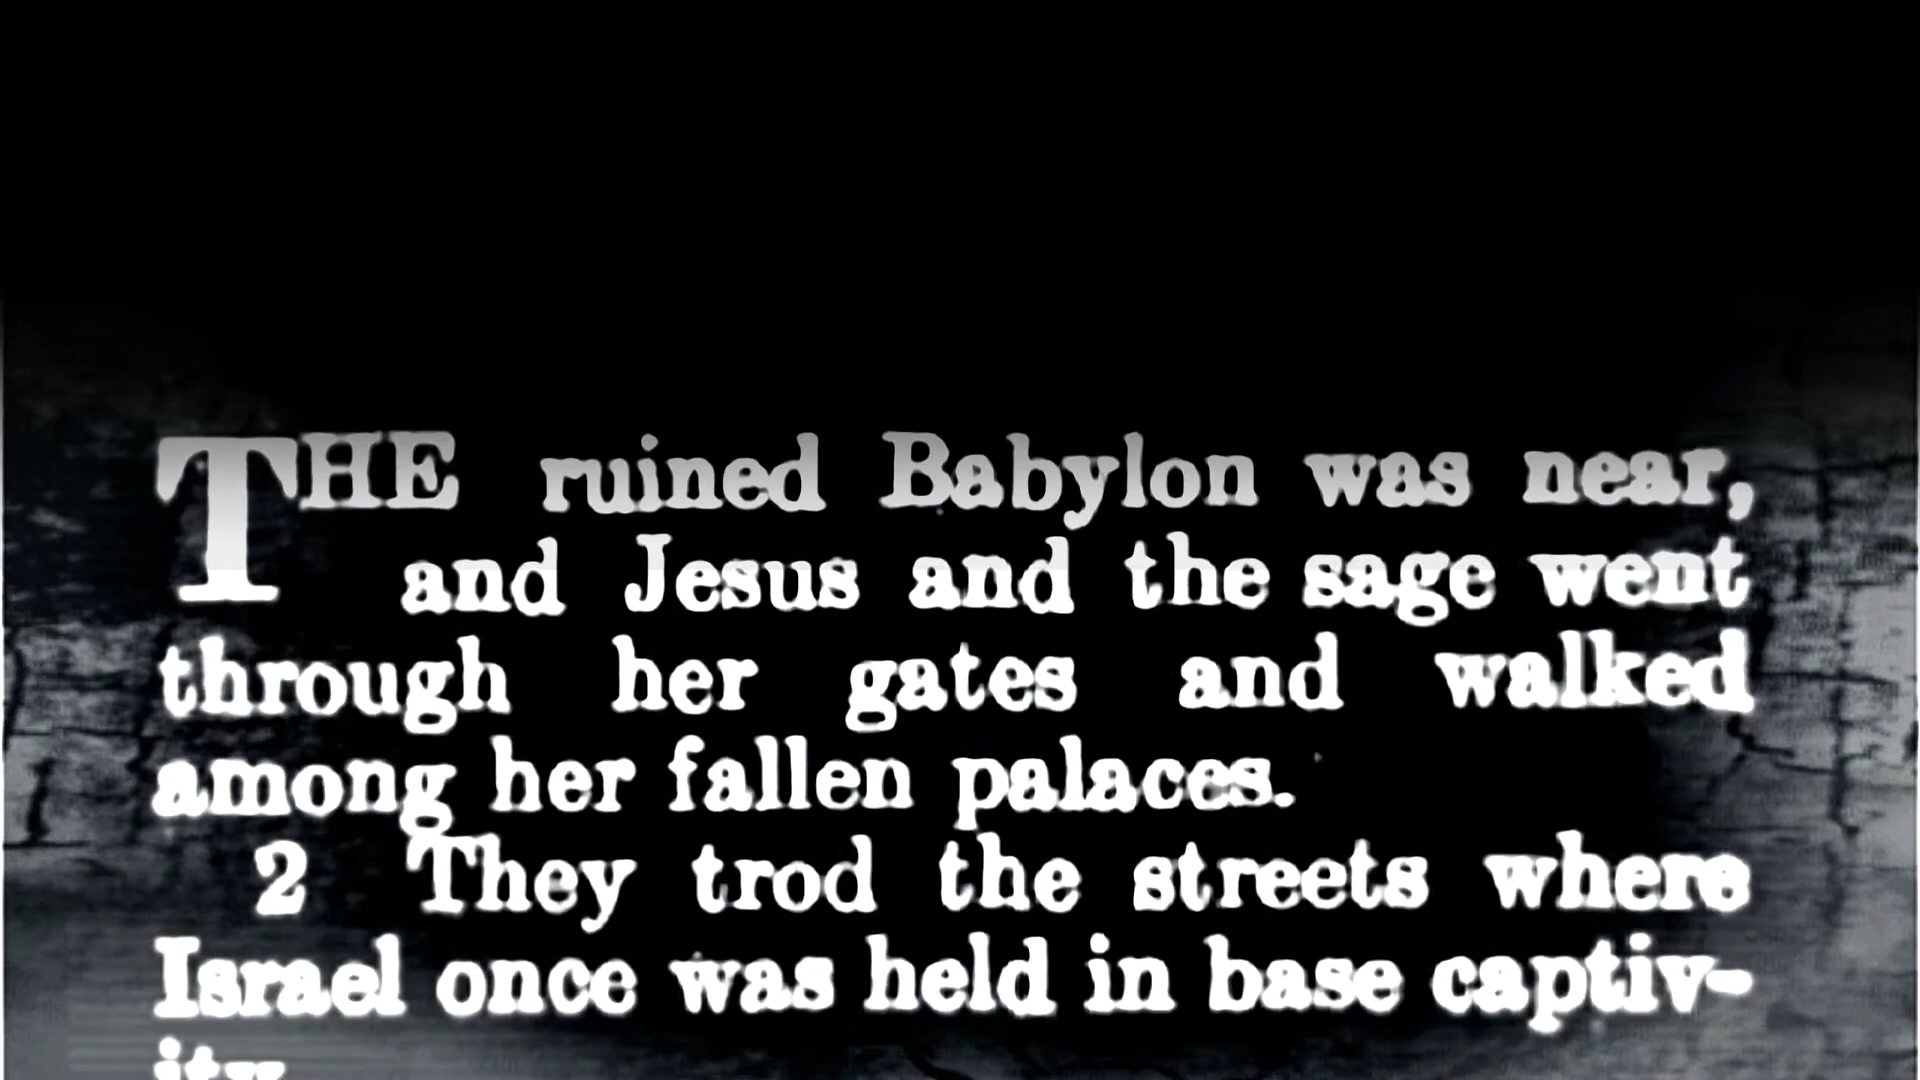 THE ruined Babylon was near,
and Jesus and the sage went
through her gates and walked
among her fallen palaces.
2 They trod the streets where
Israel once was held in base captiv-
ity.